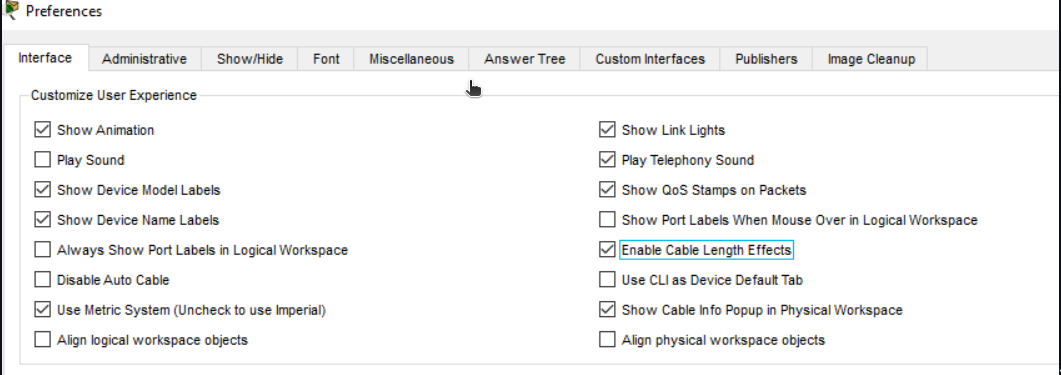 Preferences
Interface Administrative Show/Hide Font Miscellaneous Answer Tree Custom Interfaces Publishers Image Cleanup
Customize User Experience
Show Animation Show Link Lights
Play Sound Play Telephony Sound
Show Device Model Labels Show QoS Stamps on Packets
Show Device Name Labels Show Port Labels When Mouse Over in Logical Workspace
Always Show Port Labels in Logical Workspace Enable Cable Length Effects
Disable Auto Cable Use CLI as Device Default Tab
Use Metric System (Uncheck to use Imperial) Show Cable Info Popup in Physical Workspace
Align logical workspace objects Align physical workspace objects